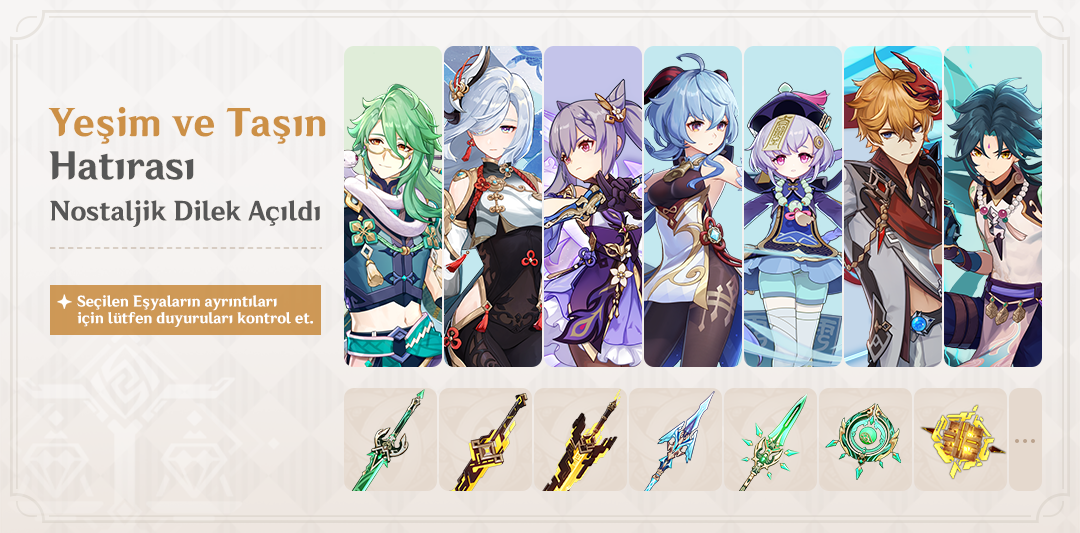 Yeşim ve Taşın
Hatırası
Nostaljik Dilek Açıldı
Seçilen Eşyaların ayrıntıları
için lütfen duyuruları kontrol et.